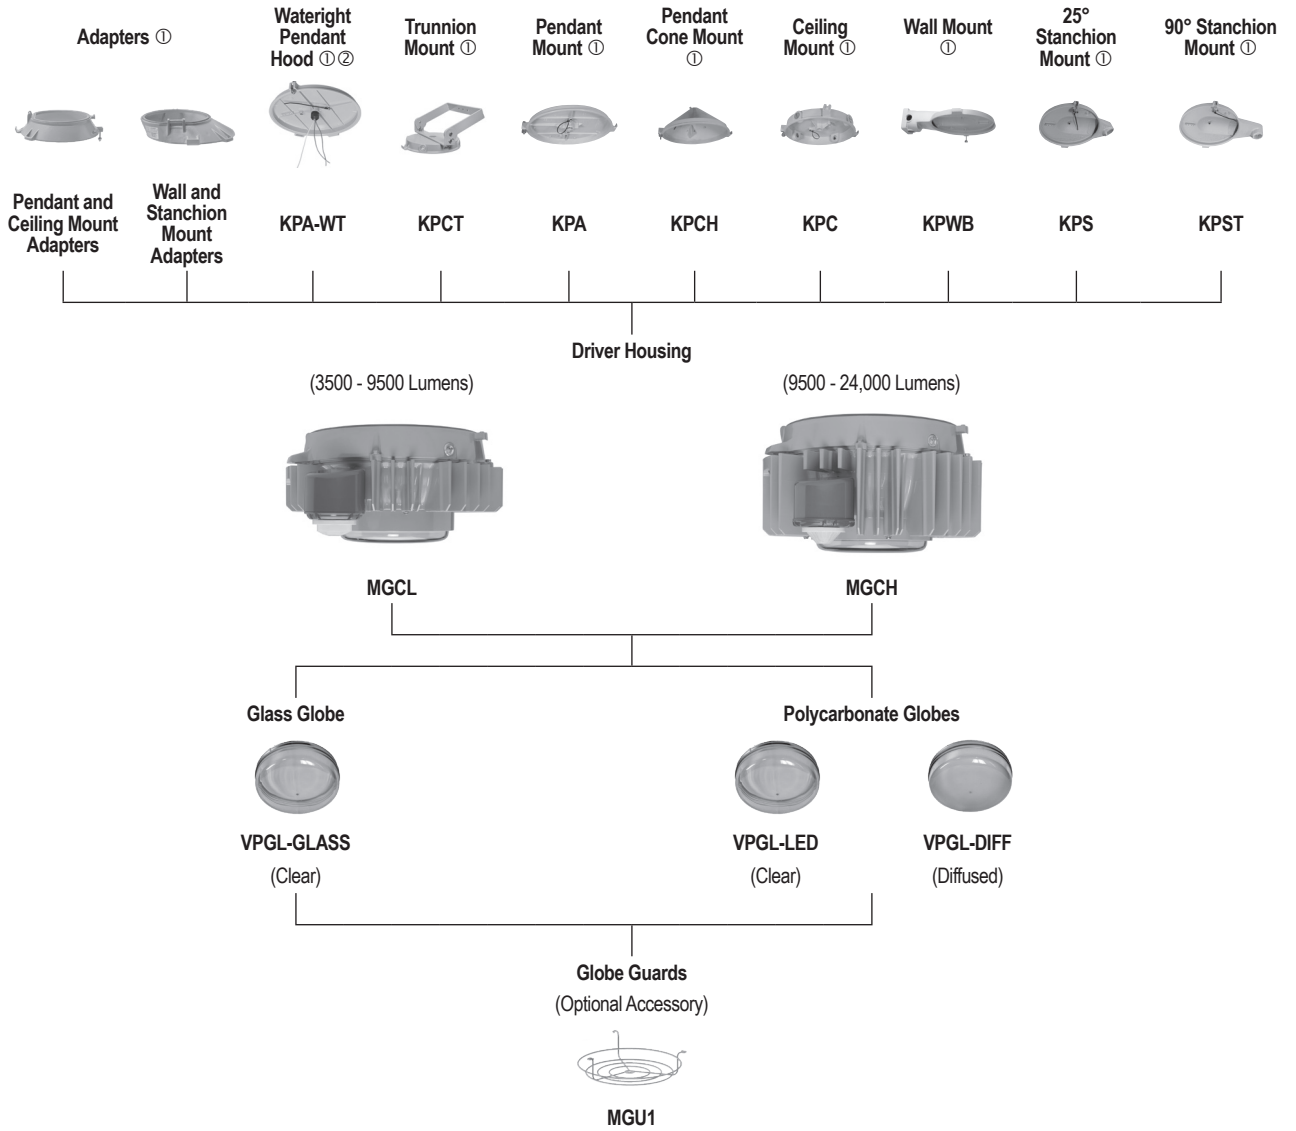 Adapters ①
Wateright
Pendant
Hood ①②
Trunnion
Mount ①
Pendant
Mount ①
Pendant
Cone Mount
①
Ceiling
Mount ①
Wall Mount
①
25°
Stanchion
Mount ①
90° Stanchion
Mount ①
Pendant and
Ceiling Mount
Adapters
Wall and
Stanchion
Mount
Adapters
KPA-WT
KPCT
KPA
KPCH
KPC
KPWB
KPS
KPST
Driver Housing
(3500 - 9500 Lumens)
(9500 - 24,000 Lumens)
MGCL
MGCH
Glass Globe
Polycarbonate Globes
VPGL-GLASS
(Clear)
VPGL-LED
(Clear)
VPGL-DIFF
(Diffused)
Globe Guards
(Optional Accessory)
MGU1